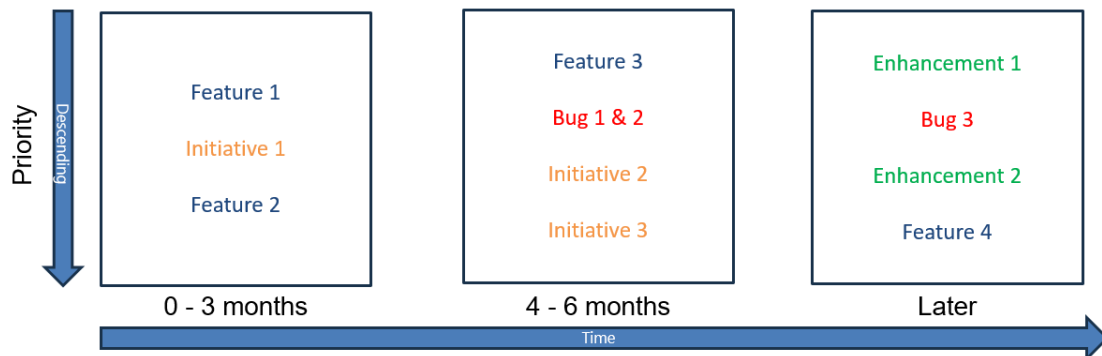 Priority
Descending
Feature 1
Initiative 1
Feature 2
0 - 3 months
Feature 3
Bug 1 & 2
Initiative 2
Initiative 3
4 - 6 months
Enhancement 1
Bug 3
Enhancement 2
Feature 4
Later
Time